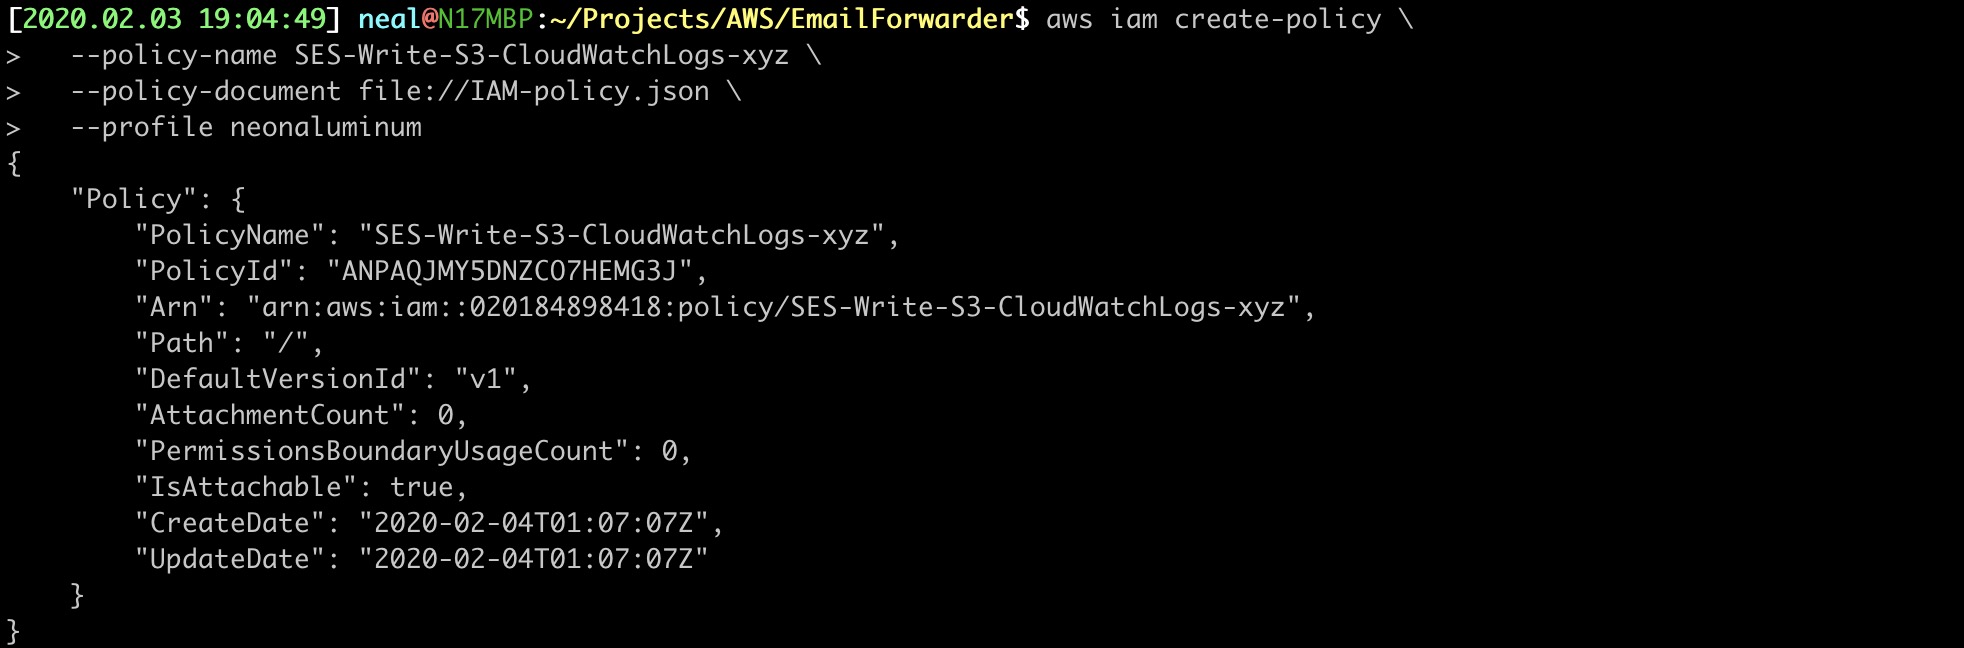 [2020.02.03 19:04:49] neal@N17MBP:~/Projects/AWS/EmailForwarder$ aws iam create-policy \
>   --policy-name SES-Write-S3-CloudWatchLogs-xyz \
>   --policy-document file://IAM-policy.json \
>   --profile neonaluminum
{
    "Policy": {
        "PolicyName": "SES-Write-S3-CloudWatchLogs-xyz",
        "PolicyId": "ANPAQJMY5DNZCO7HEMG3J",
        "Arn": "arn:aws:iam::020184898418:policy/SES-Write-S3-CloudWatchLogs-xyz",
        "Path": "/",
        "DefaultVersionId": "v1",
        "AttachmentCount": 0,
        "PermissionsBoundaryUsageCount": 0,
        "IsAttachable": true,
        "CreateDate": "2020-02-04T01:07:07Z",
        "UpdateDate": "2020-02-04T01:07:07Z"
    }
}